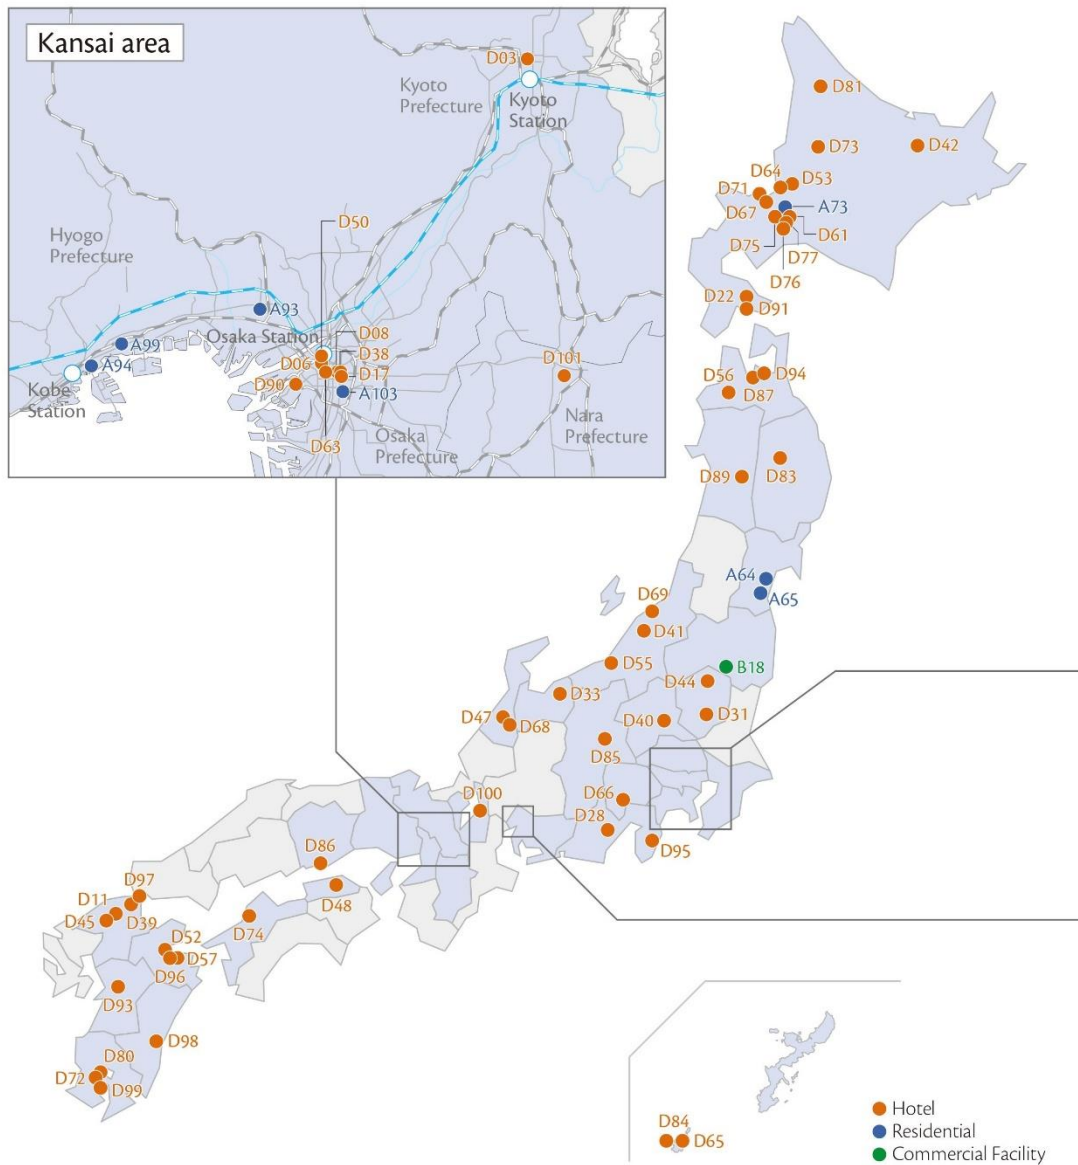 Kansai area
D03
Kyoto
Prefecture
Kyoto
Station
D50
Hyogo
Prefecture
A93
Osaka Station
D08
D38
D17
A103
D06
D90
D63
A99
A94
Kobe
Station
Osaka
Prefecture
D101
Nara
Prefecture
D81
D73
D42
D64
D53
D71
A73
D67
D61
D75
D77
D76
D22
D91
D56
D94
D87
D89
D83
A64
A65
D69
D41
D55
B18
D44
D33
D31
D47
D68
D40
D85
D100
D66
D28
D95
D86
D48
D97
D11
D45
D39
D74
D52
D57
D96
D93
D98
D80
D72
D99
D84
D65
Hotel
Residential
Commercial Facility